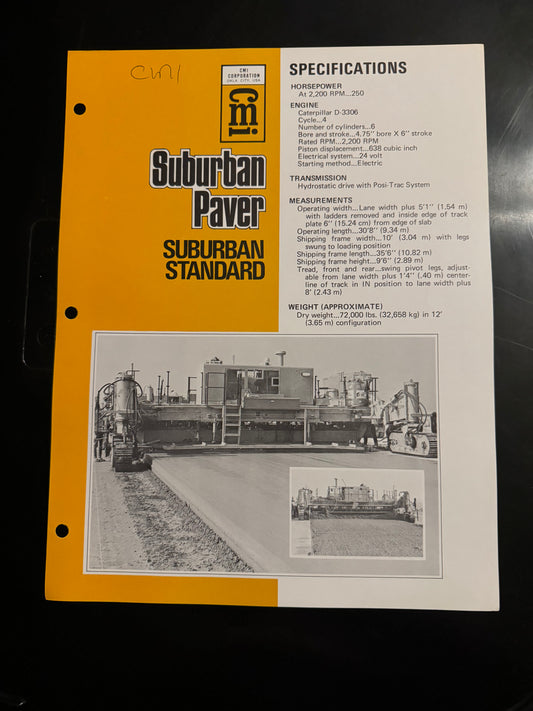 CMI
CMI
CORPORATION
OKLA. CITY, USA
cmi
Suburban
Paver
SUBURBAN
STANDARD
SPECIFICATIONS
HORSEPOWER
At 2,200 RPM...250
ENGINE
Caterpillar D-3306
Cycle...4
Number of cylinders...6
Bore and stroke...4.75" bore X 6" stroke
Rated RPM...2,200 RPM
Piston displacement...638 cubic inch
Electrical system...24 volt
Starting method...Electric
TRANSMISSION
Hydrostatic drive with Posi-Trac System
MEASUREMENTS
Operating width...Lane width plus 5'1" (1.54 m)
with ladders removed and inside edge of track
plate 6" (15.24 cm) from edge of slab
Operating length...30'8" (9.34 m)
Shipping frame width...10' (3.04 m) with legs
swung to loading position
Shipping frame length...35'6" (10.82 m)
Shipping frame height...9'6" (2.89 m)
Tread, front and rear...swing pivot legs, adjust-
able from lane width plus 1'4" (.40 m) center-
line of track in IN position to lane width plus
8' (2.43 m)
WEIGHT (APPROXIMATE)
Dry weight...72,000 lbs. (32,658 kg) in 12'
(3.65 m) configuration